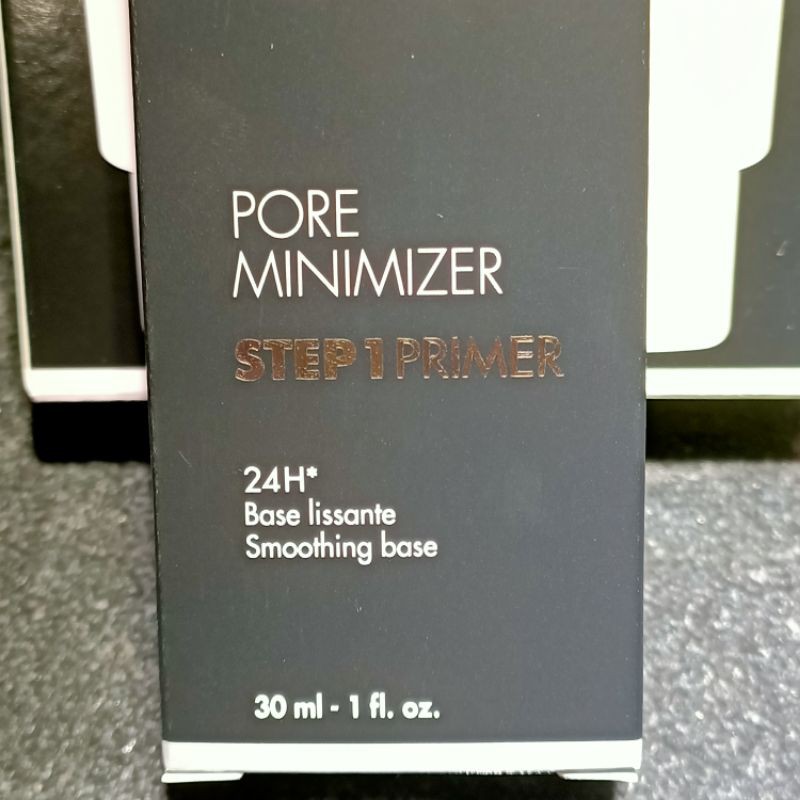 PORE
MINIMIZER
STEP 1 PRIMER
24H*
Base lissante
Smoothing base
30 ml - 1 fl. oz.